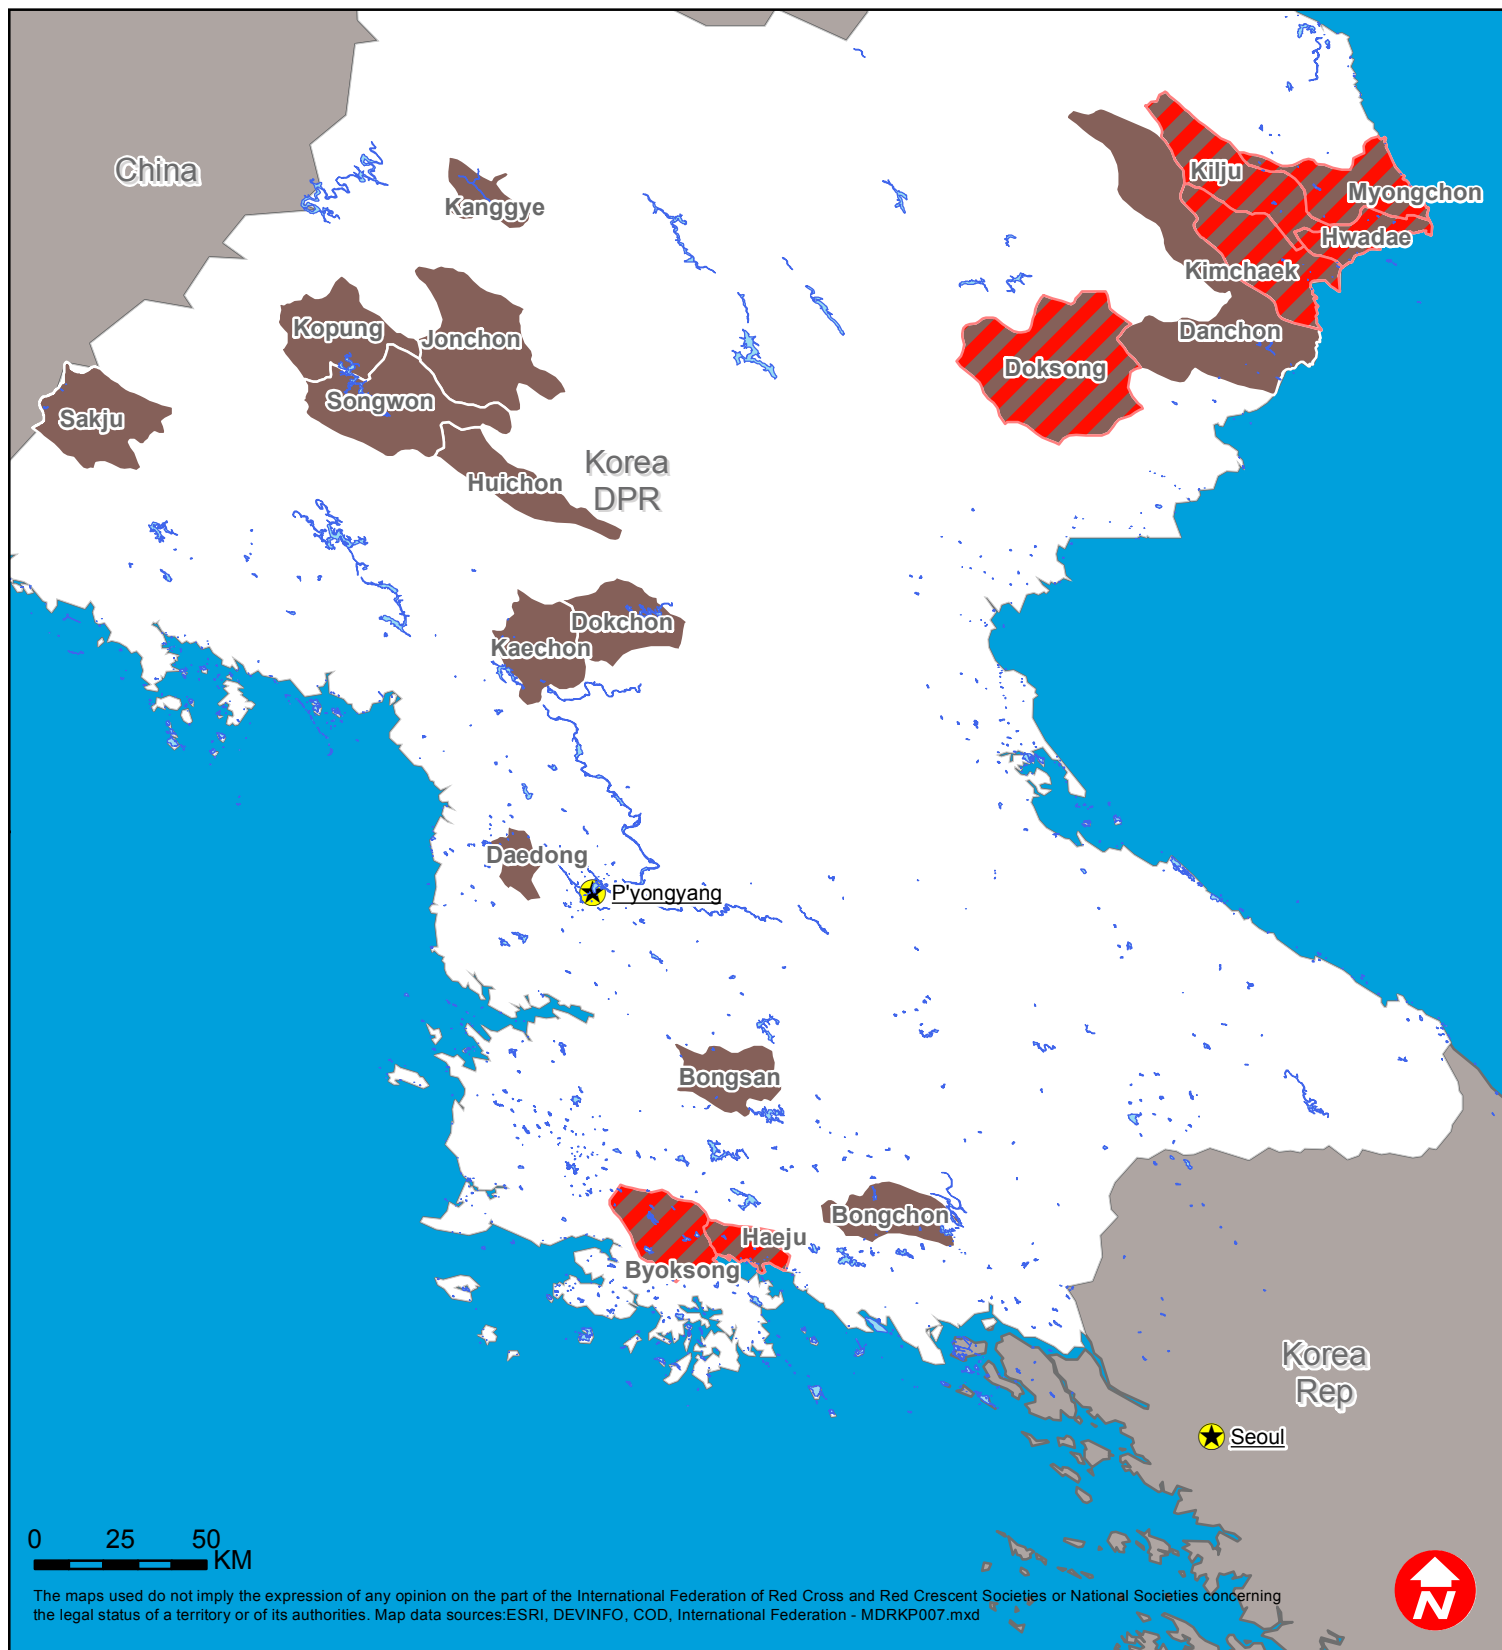 China
Kanggye
Kilju
Myongchon
Hwadae
Kimchaek
Danchon
Doksong
Kopung
Jonchon
Songwon
Sakju
Huichon
Korea
DPR
Dokchon
Kaechon
Daedong
P'yongyang
Bongsan
Bongchon
Haeju
Byoksong
Korea
Rep
Seoul
0 25 50
KM
The maps used do not imply the expression of any opinion on the part of the International Federation of Red Cross and Red Crescent Societies or National Societies concerning
the legal status of a territory or of its authorities. Map data sources:ESRI, DEVINFO, COD, International Federation - MDRKP007.mxd
N